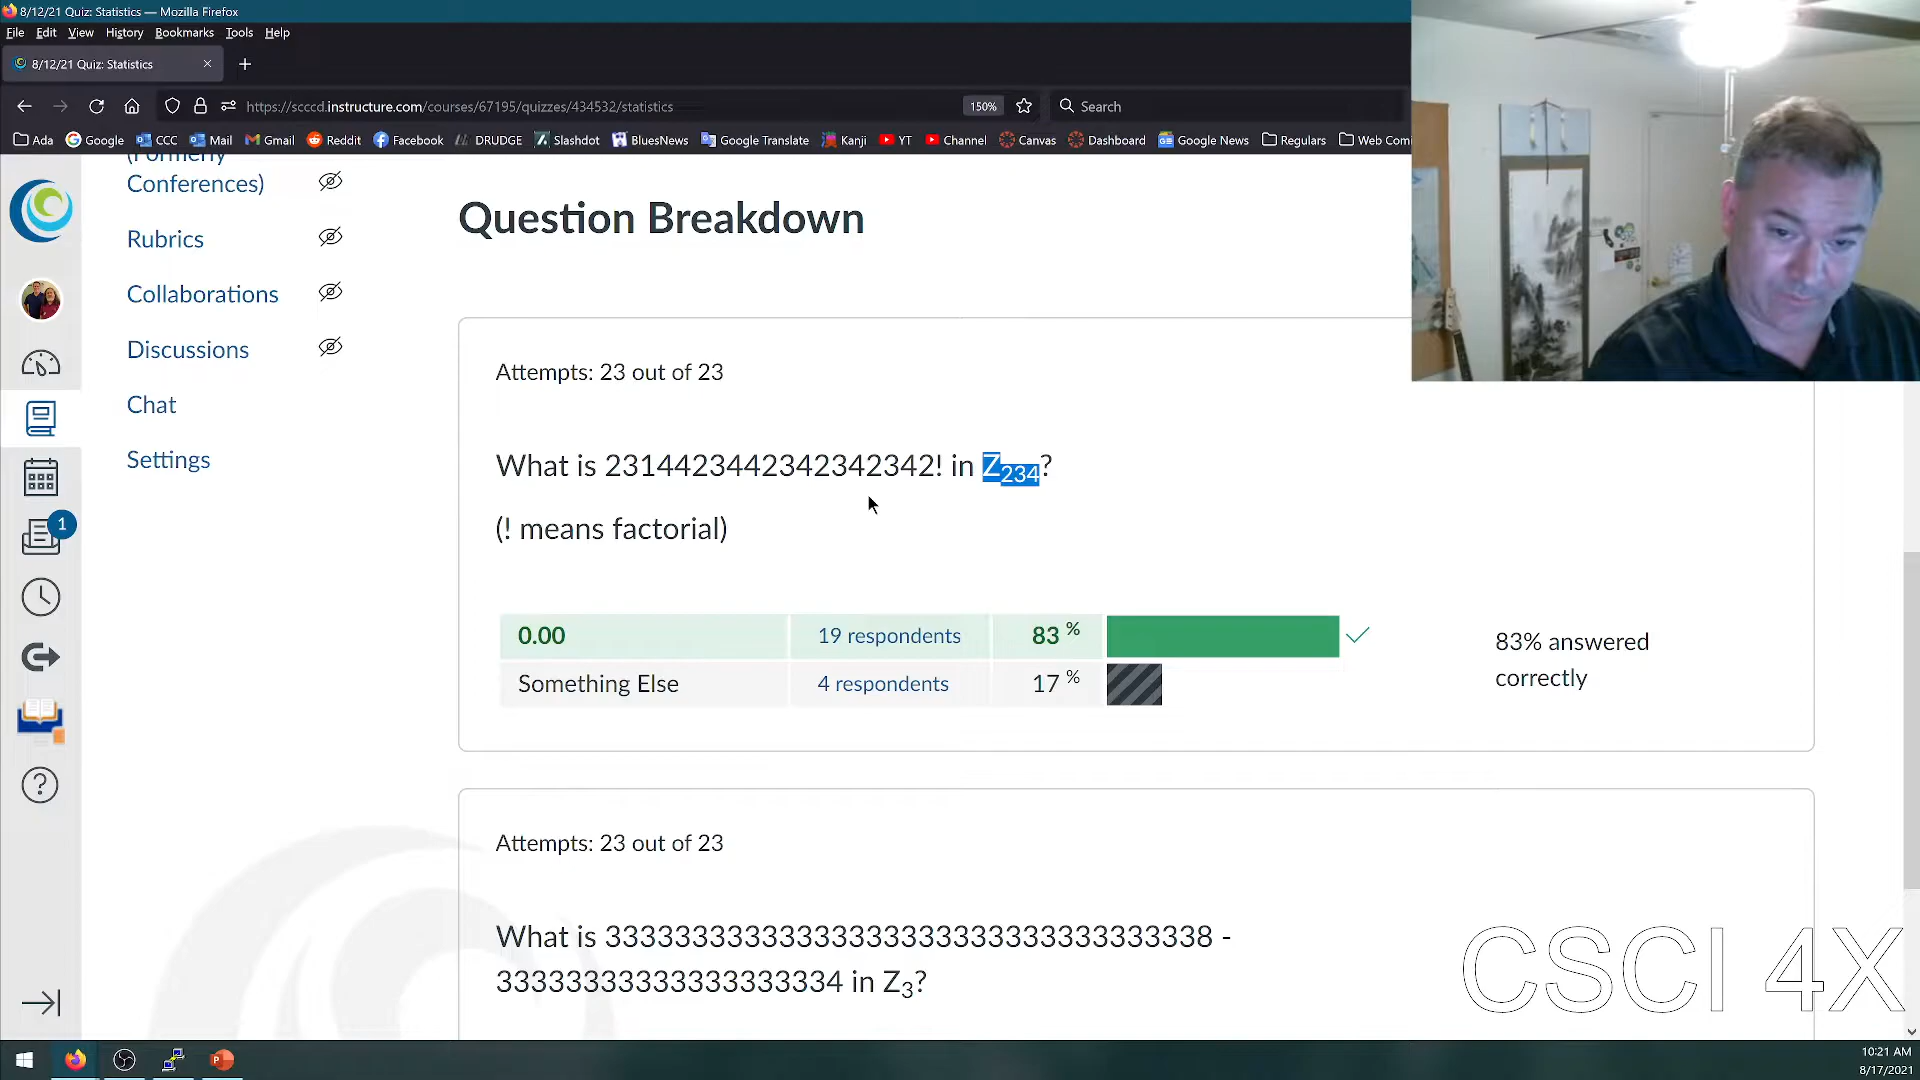 8/12/21 Quiz: Statistics — Mozilla Firefox
File Edit View History Bookmarks Tools Help
8/12/21 Quiz: Statistics
https://scccd.instructure.com/courses/67195/quizzes/434532/statistics 150% Search
Ada Google CCC Mail Gmail Reddit Facebook DRUDGE Slashdot BluesNews Google Translate Kanji YT Channel Canvas Dashboard Google News Regulars Web Comi
(Formerly
Conferences)
Rubrics
Collaborations
Discussions
Chat
Settings
1
Question Breakdown
Attempts: 23 out of 23
What is 2314423442342342342! in Z234?
(! means factorial)
0.00 19 respondents 83 %
Something Else 4 respondents 17 %
83% answered
correctly
Attempts: 23 out of 23
What is 33333333333333333333333333333333338 -
33333333333333333334 in Z3?
CSCI 4X
10:21 AM
8/17/2021